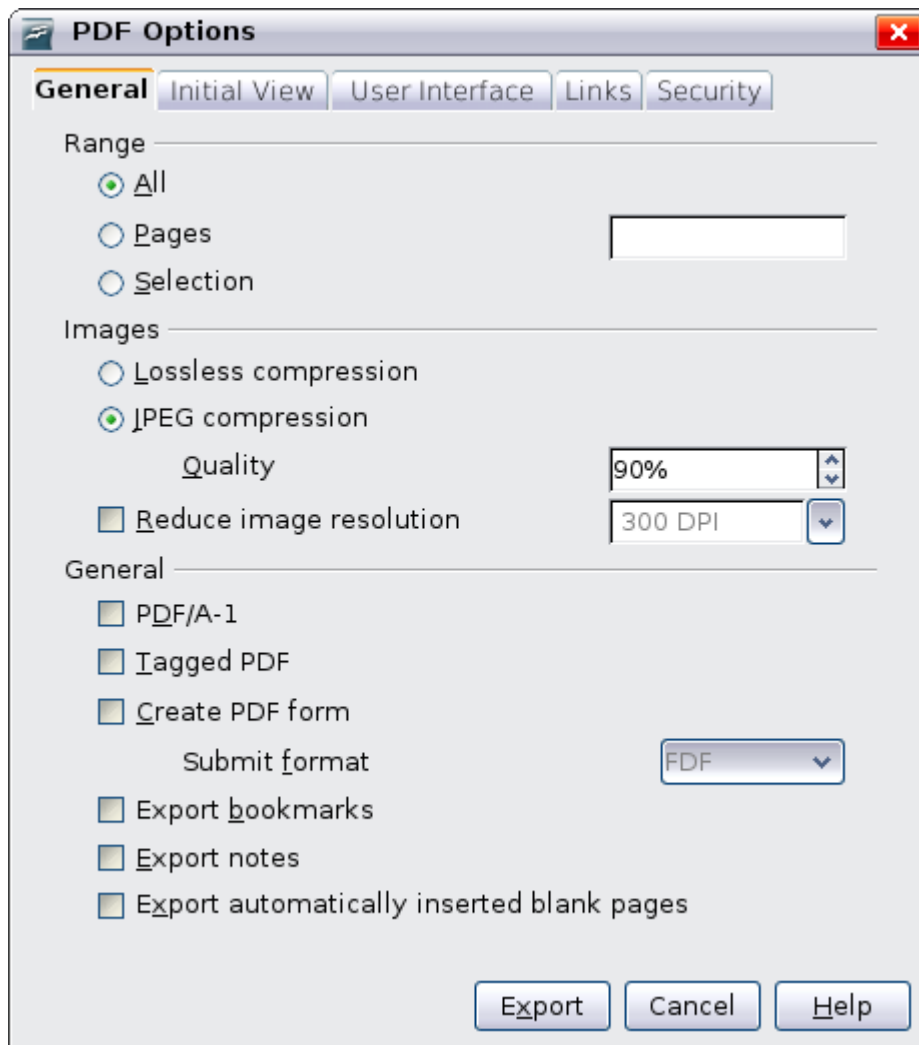 PDF Options
General Initial View User Interface Links Security
Range
All
Pages
Selection
Images
Lossless compression
JPEG compression
Quality 90%
Reduce image resolution 300 DPI
General
PDF/A-1
Tagged PDF
Create PDF form
Submit format FDF
Export bookmarks
Export notes
Export automatically inserted blank pages
Export Cancel Help